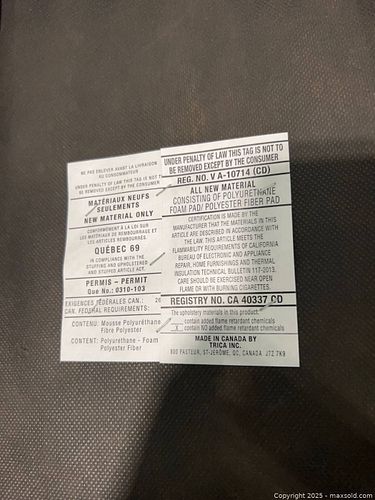 NE PAS ENLEVER AVANT LA LIVRAISON
AU CONSOMMATEUR
UNDER PENALTY OF LAW THIS TAG IS NOT T
BE REMOVED EXCEPT BY THE CONSUMER
MATÉRIAUX NEUFS
SEULEMENTS
NEW MATERIAL ONLY
CONFORMÉMENT À LA LOI SUR
LES MATÉRIAUX DE REMBOURRAGE ET
LES ARTICLES REMBOURRÉS.
QUÉBEC 69
IN COMPLIANCE WITH THE
STUFFING AND UPHOLSTERED
AND STUFFED ARTICLE ACT.
PERMIS - PERMIT
Que No.: 0310-103
EXIGENCES FÉDÉRALES CAN.: 26
CAN. FEDERAL REQUIREMENTS:
CONTENU: Mousse Polyuréthane
Fibre Polyester
CONTENT: Polyurethane - Foam
Polyester Fiber
UNDER PENALTY OF LAW THIS TAG IS NOT TO
BE REMOVED EXCEPT BY THE CONSUMER
REG. NO. V A-10714 (CD)
ALL NEW MATERIAL
CONSISTING OF POLYURETHANE
FOAM PAD/ POLYESTER FIBER PAD
CERTIFICATION IS MADE BY THE
MANUFACTURER THAT THE MATERIALS IN THIS
ARTICLE ARE DESCRIBED IN ACCORDANCE WITH
THE LAW. THIS ARTICLE MEETS THE
FLAMMABILITY REQUIREMENTS OF CALIFORNIA
BUREAU OF ELECTRONIC AND APPLIANCE
REPAIR, HOME FURNISHINGS AND THERMAL
INSULATION TECHNICAL BULLETIN 117-2013.
CARE SHOULD BE EXERCISED NEAR OPEN
FLAME OR WITH BURNING CIGARETTES.
REGISTRY NO. CA 40337 CD
The upholstery materials in this product:
contain added flame retardant chemicals
X contain NO added flame retardant chemicals
MADE IN CANADA BY
TRICA INC.
800 PASTEUR, ST-JERÔME, QC, CANADA J7Z 7K9
Copyright 2025 - maxsold.com